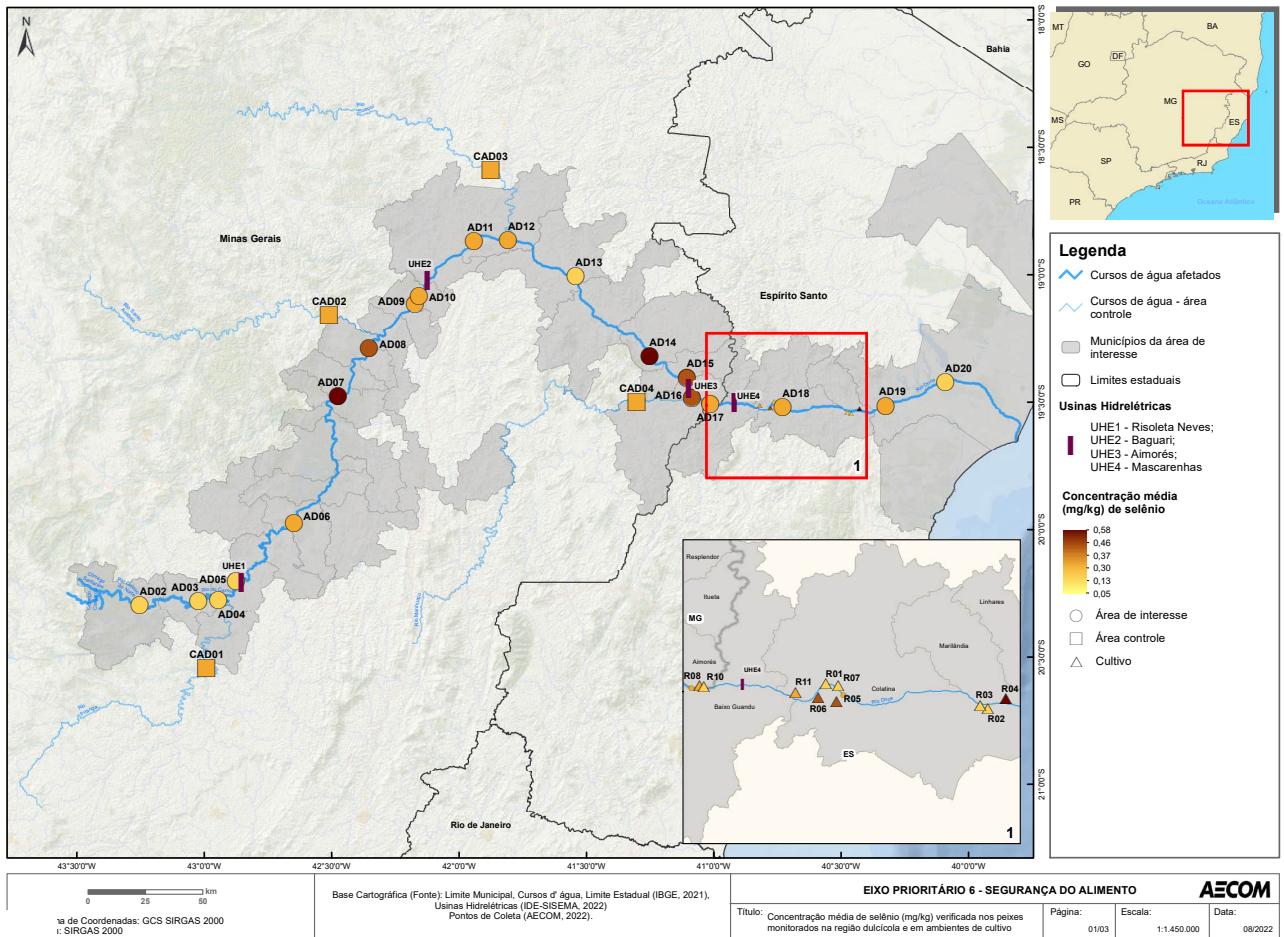 N
Bahia
Minas Gerais
Espírito Santo
Rio de Janeiro
CAD03
AD11
AD12
UHE2
AD13
CAD02
AD09
AD10
AD08
AD14
AD15
AD07
CAD04
UHE3
AD16
AD17
UHE4
AD18
AD19
AD20
1
AD06
UHE1
AD05
AD02
AD03
AD04
CAD01
Rio Doce
Resplendor
Itueta
MG
Aimorés
UHE4
R08
R10
Baixo Guandu
R11
R01
R07
R06
R05
Colatina
Rio Doce
Marilândia
Linhares
R03
R04
R02
ES
1
18°0'0"S
18°30'0"S
19°0'0"S
19°30'0"S
20°0'0"S
20°30'0"S
21°0'0"S
43°30'0"W
43°0'0"W
42°30'0"W
42°0'0"W
41°30'0"W
41°0'0"W
40°30'0"W
40°0'0"W
MT
BA
DF
GO
MG
ES
MS
SP
RJ
PR
Oceano Atlântico
Legenda
Cursos de água afetados
Cursos de água - área
controle
Municípios da área de
interesse
Limites estaduais
Usinas Hidrelétricas
UHE1 - Risoleta Neves;
UHE2 - Baguari;
UHE3 - Aimorés;
UHE4 - Mascarenhas
Concentração média
(mg/kg) de selênio
0,58
0,46
0,37
0,30
0,13
0,05
Área de interesse
Área controle
Cultivo
km
0 25 50
na de Coordenadas: GCS SIRGAS 2000
: SIRGAS 2000
Base Cartográfica (Fonte): Limite Municipal, Cursos d' água, Limite Estadual (IBGE, 2021),
Usinas Hidrelétricas (IDE-SISEMA, 2022)
Pontos de Coleta (AECOM, 2022).
EIXO PRIORITÁRIO 6 - SEGURANÇA DO ALIMENTO
AECOM
Título:
Concentração média de selênio (mg/kg) verificada nos peixes
monitorados na região dulcícola e em ambientes de cultivo
Página:
01/03
Escala:
1:1.450.000
Data:
08/2022